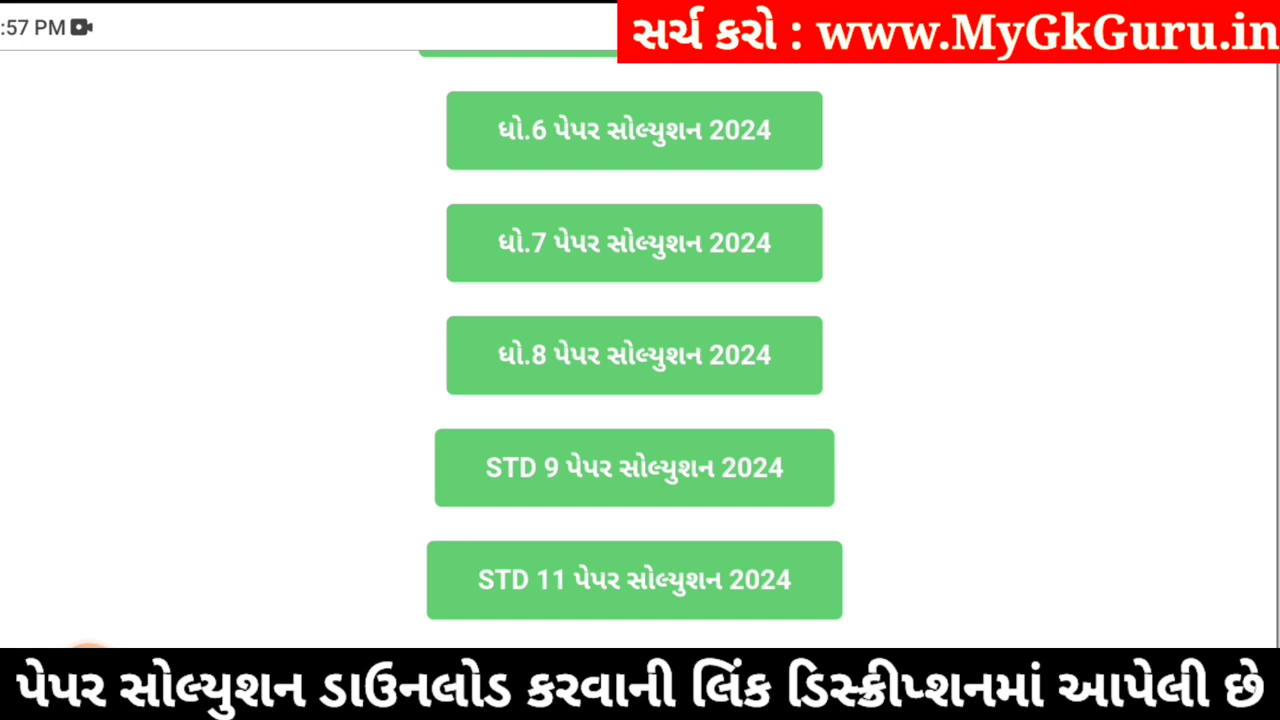 :57 PM
સર્ચ કરો : www.MyGkGuru.in
ધો.6 પેપર સોલ્યુશન 2024
ધો.7 પેપર સોલ્યુશન 2024
ધો.8 પેપર સોલ્યુશન 2024
STD 9 પેપર સોલ્યુશન 2024
STD 11 પેપર સોલ્યુશન 2024
પેપર સોલ્યુશન ડાઉનલોડ કરવાની લિંક ડિસ્ક્રીપ્શનમાં આપેલી છે